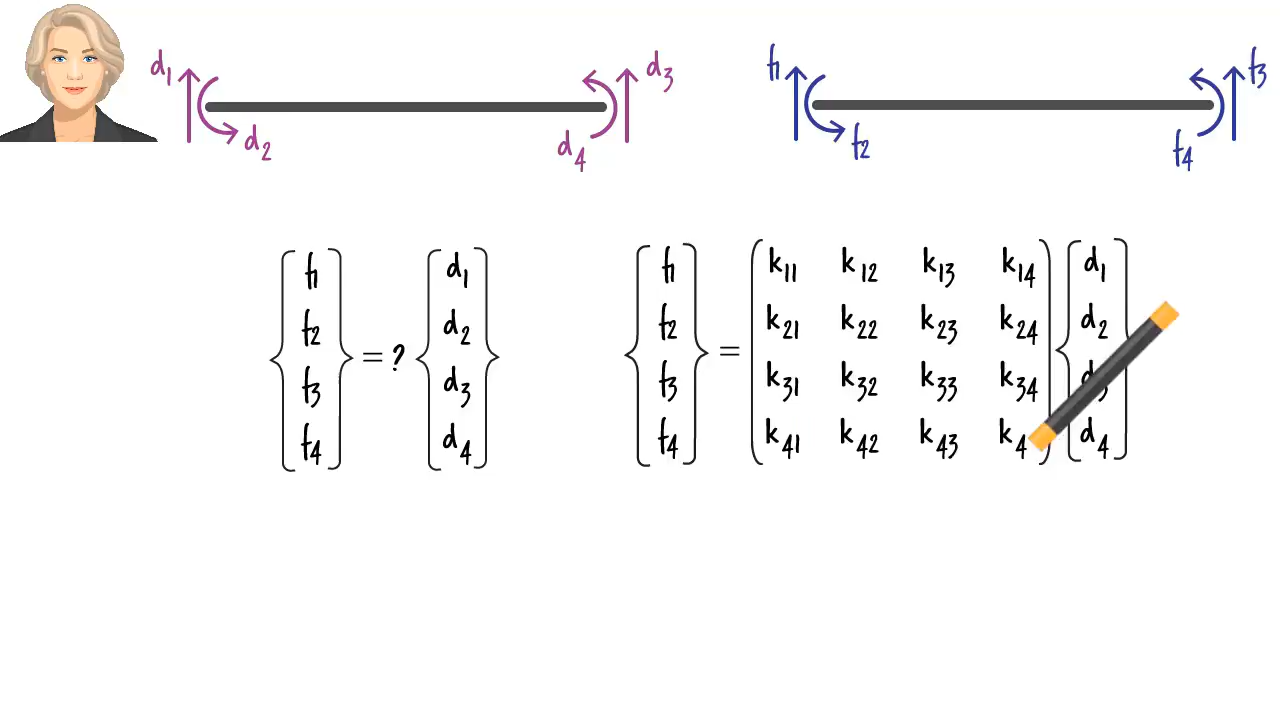 d1 d3 f1 f3
d2 d4 f2 f4
f1 d1 f1 k11 k12 k13 k14 d1
f2 d2 f2 k21 k22 k23 k24 d2
= ? =
f3 d3 f3 k31 k32 k33 k34 d3
f4 d4 f4 k41 k42 k43 k4 d4